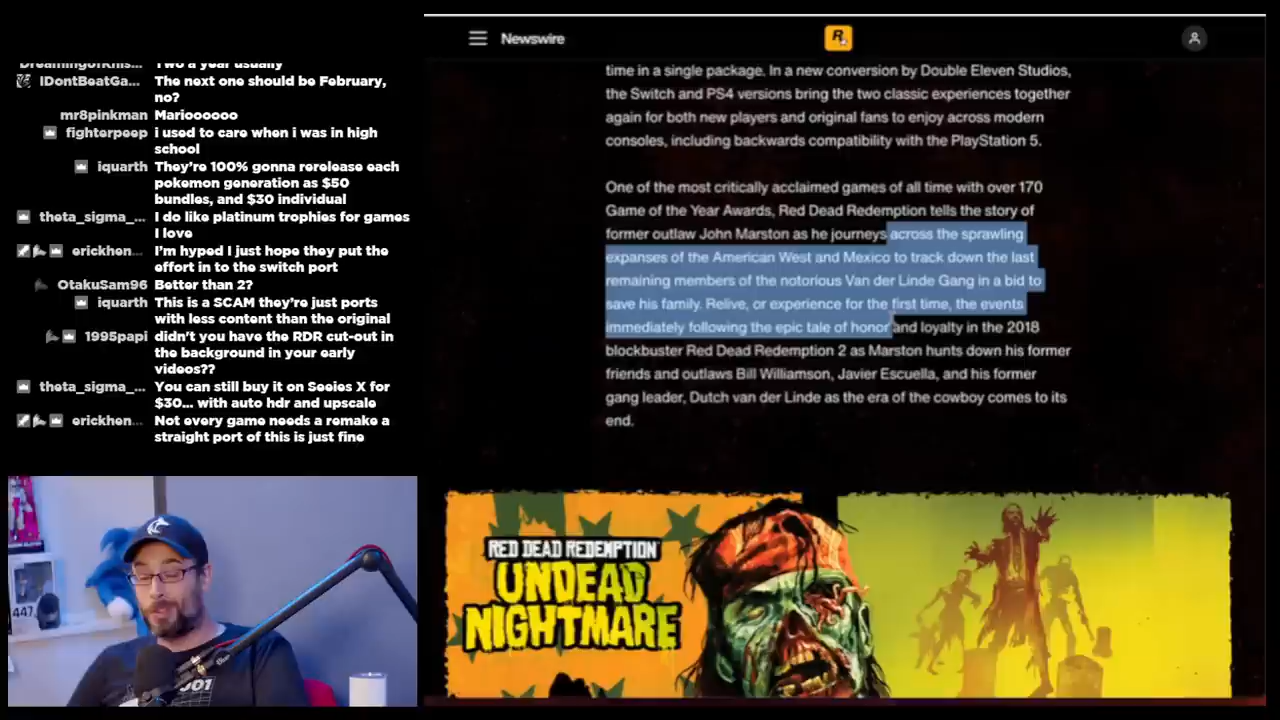 DreamingofKnis... Two a year usually
IDontBeatGa... The next one should be February,
no?
mr8pinkman Marioooooo
fighterpeep i used to care when i was in high
school
iquarth They're 100% gonna rerelease each
pokemon generation as $50
bundles, and $30 individual
theta_sigma_... I do like platinum trophies for games
I love
erickhen... I'm hyped I just hope they put the
effort in to the switch port
OtakuSam96 Better than 2?
iquarth This is a SCAM they're just ports
with less content than the original
1995papi didn't you have the RDR cut-out in
the background in your early
videos??
theta_sigma_... You can still buy it on Seeies X for
$30... with auto hdr and upscale
erickhen... Not every game needs a remake a
straight port of this is just fine
Newswire
R
time in a single package. In a new conversion by Double Eleven Studios,
the Switch and PS4 versions bring the two classic experiences together
again for both new players and original fans to enjoy across modern
consoles, including backwards compatibility with the PlayStation 5.
One of the most critically acclaimed games of all time with over 170
Game of the Year Awards, Red Dead Redemption tells the story of
former outlaw John Marston as he journeys across the sprawling
expanses of the American West and Mexico to track down the last
remaining members of the notorious Van der Linde Gang in a bid to
save his family. Relive, or experience for the first time, the events
immediately following the epic tale of honor and loyalty in the 2018
blockbuster Red Dead Redemption 2 as Marston hunts down his former
friends and outlaws Bill Williamson, Javier Escuella, and his former
gang leader, Dutch van der Linde as the era of the cowboy comes to its
end.
RED DEAD REDEMPTION
UNDEAD
NIGHTMARE
447